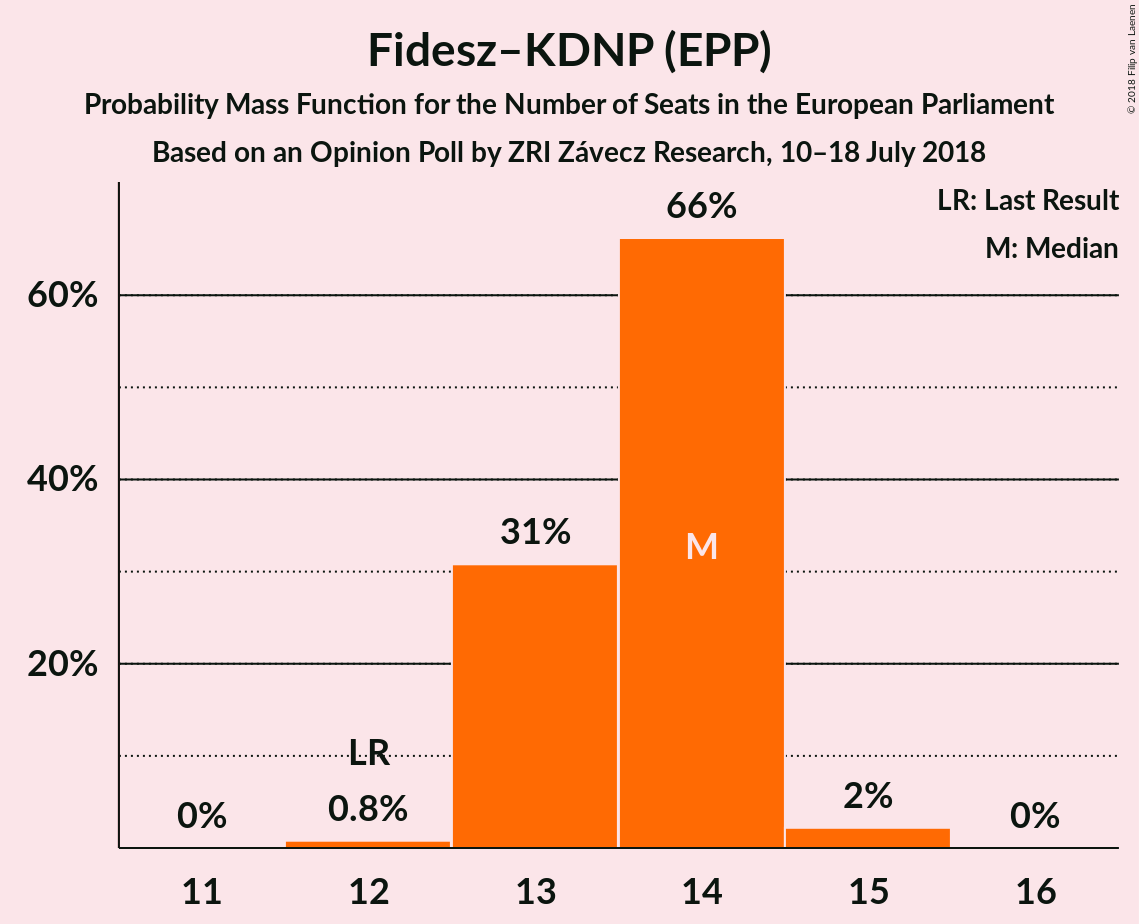 Fidesz–KDNP (EPP)
Probability Mass Function for the Number of Seats in the European Parliament
Based on an Opinion Poll by ZRI Závecz Research, 10–18 July 2018
© 2018 Filip van Laenen
LR: Last Result
M: Median
66%
60%
40%
31%
M
20%
LR
0%
0.8%
2%
0%
11
12
13
14
15
16